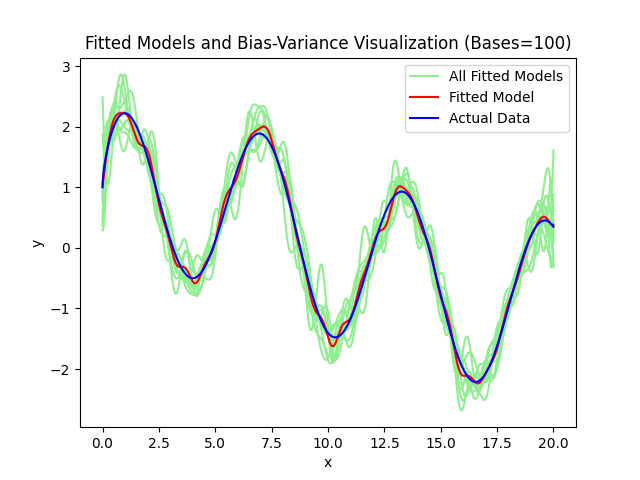 Fitted Models and Bias-Variance Visualization (Bases=100)
All Fitted Models
Fitted Model
Actual Data
3
2
1
0
−1
−2
y
0.0 2.5 5.0 7.5 10.0 12.5 15.0 17.5 20.0
x